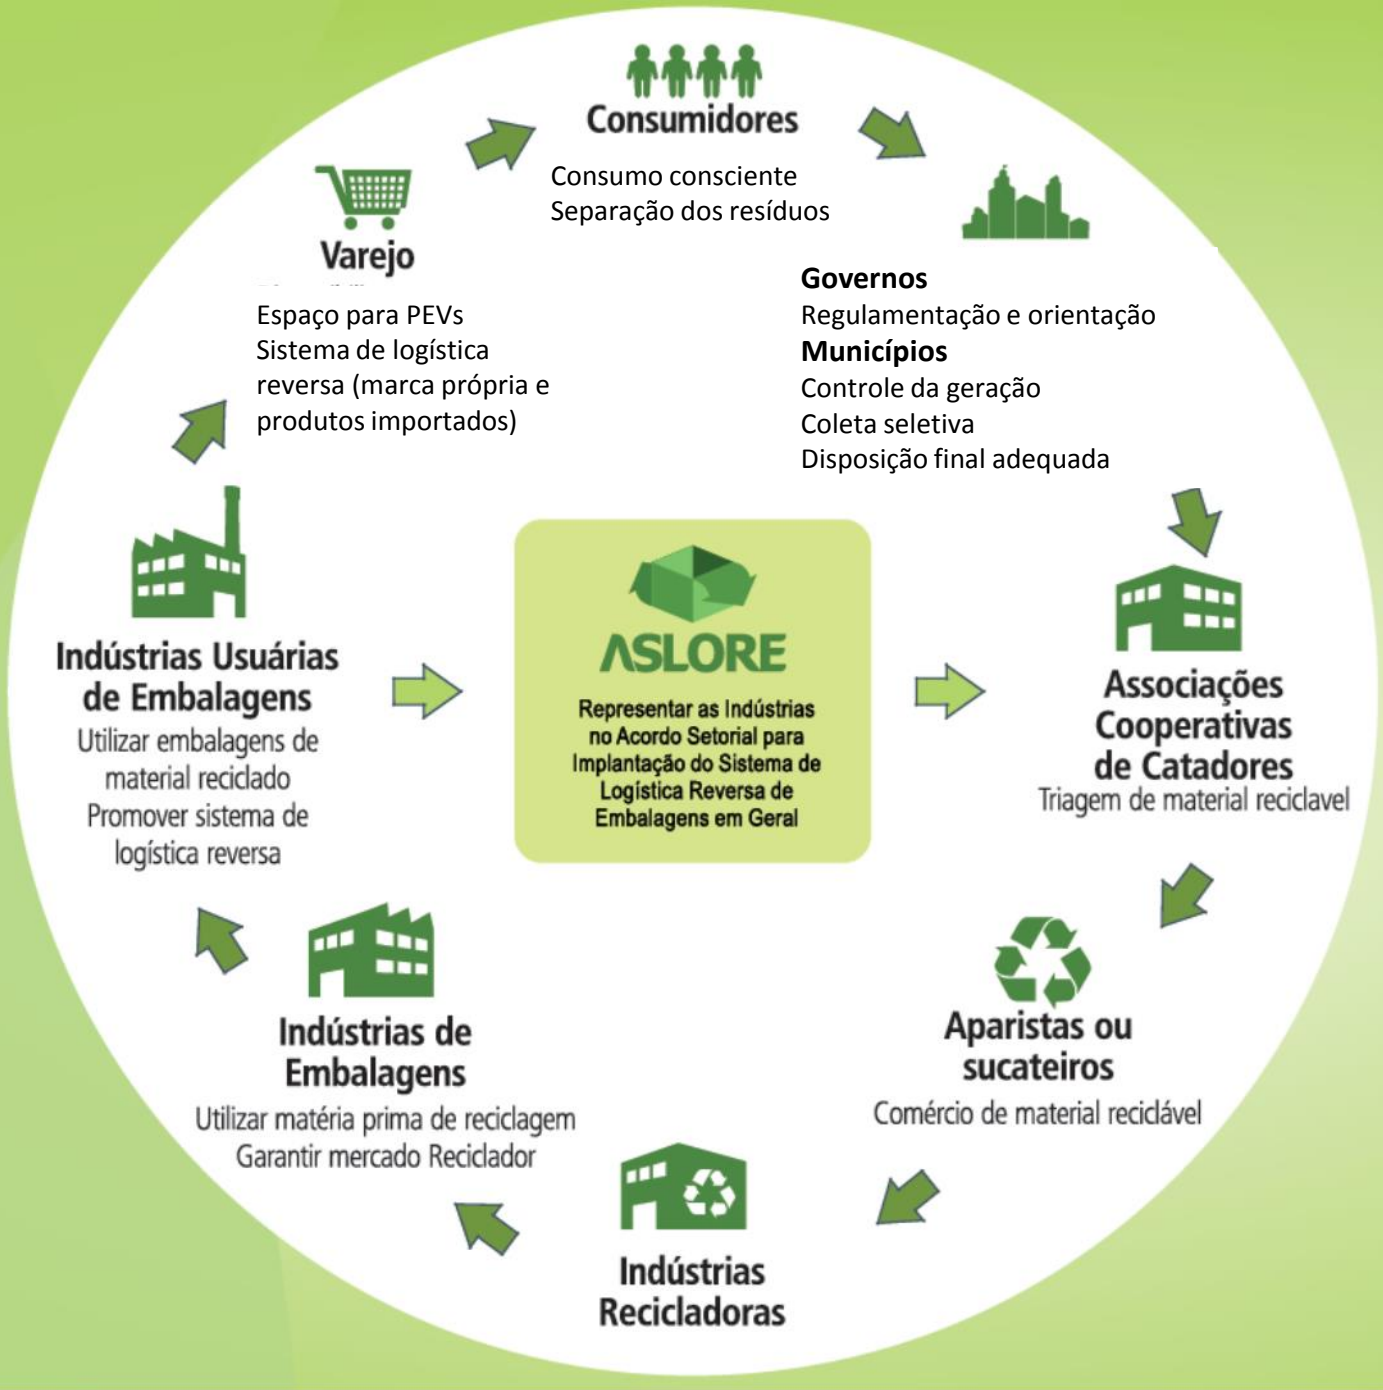 Consumidores
Consumo consciente
Separação dos resíduos
Varejo
Espaço para PEVs
Sistema de logística
reversa (marca própria e
produtos importados)
Governos
Regulamentação e orientação
Municípios
Controle da geração
Coleta seletiva
Disposição final adequada
Indústrias Usuárias
de Embalagens
Utilizar embalagens de
material reciclado
Promover sistema de
logística reversa
ASLORE
Representar as Indústrias
no Acordo Setorial para
Implantação do Sistema de
Logística Reversa de
Embalagens em Geral
Associações
Cooperativas
de Catadores
Triagem de material reciclavel
Aparistas ou
sucateiros
Comércio de material reciclável
Indústrias de
Embalagens
Utilizar matéria prima de reciclagem
Garantir mercado Reciclador
Indústrias
Recicladoras